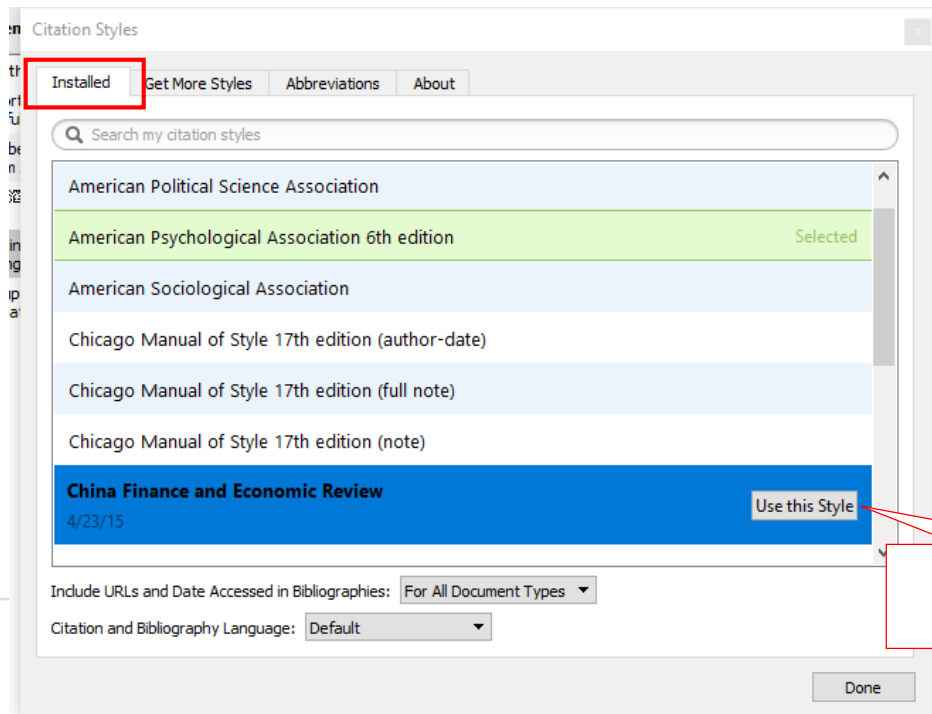 Citation Styles
Installed
Get More Styles
Abbreviations
About
Search my citation styles
American Political Science Association
American Psychological Association 6th edition
Selected
American Sociological Association
Chicago Manual of Style 17th edition (author-date)
Chicago Manual of Style 17th edition (full note)
Chicago Manual of Style 17th edition (note)
China Finance and Economic Review
Use this Style
4/23/15
Include URLs and Date Accessed in Bibliographies: For All Document Types
Citation and Bibliography Language: Default
Done